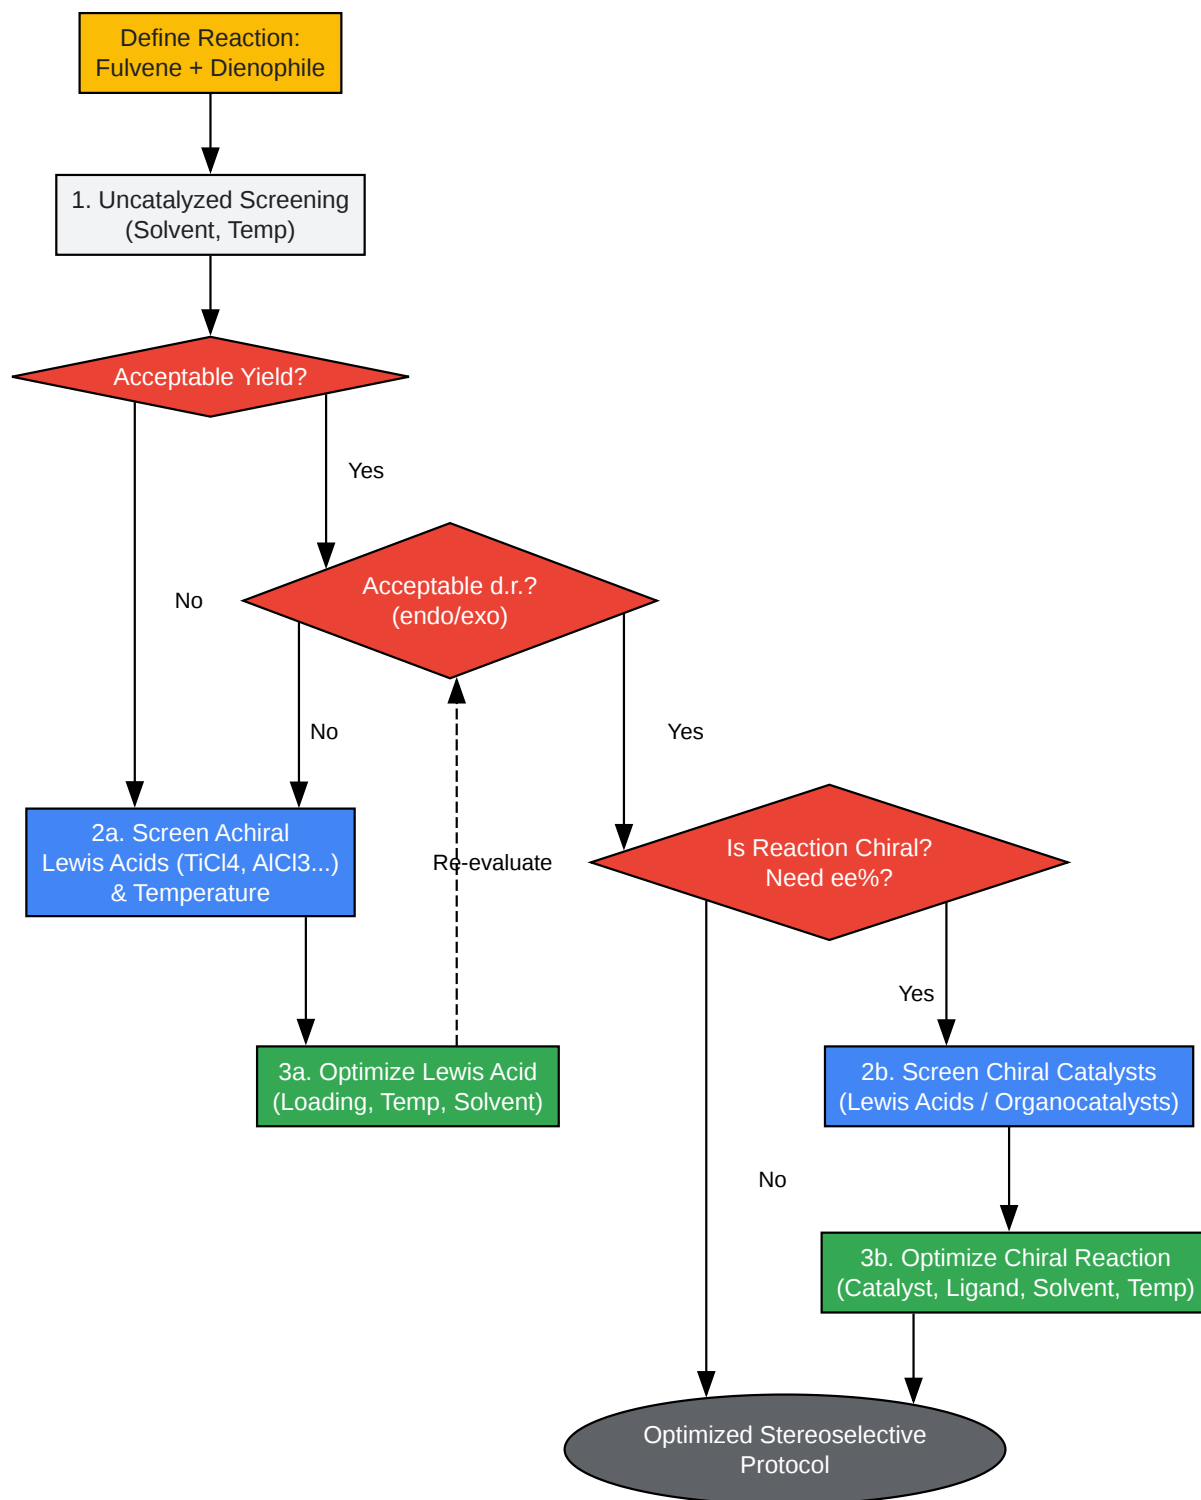 Define Reaction:
Fulvene + Dienophile
1. Uncatalyzed Screening
(Solvent, Temp)
Acceptable Yield?
Yes
No
Acceptable d.r.?
(endo/exo)
No
Yes
2a. Screen Achiral
Lewis Acids (TiCl4, AlCl3...)
& Temperature
Re-evaluate
Is Reaction Chiral?
Need ee%?
Yes
3a. Optimize Lewis Acid
(Loading, Temp, Solvent)
2b. Screen Chiral Catalysts
(Lewis Acids / Organocatalysts)
No
3b. Optimize Chiral Reaction
(Catalyst, Ligand, Solvent, Temp)
Optimized Stereoselective
Protocol